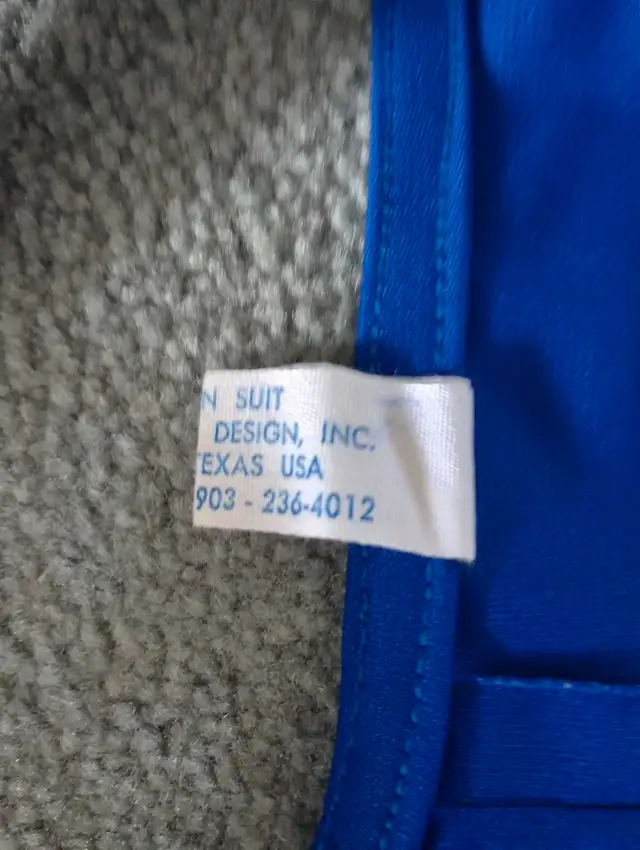 N SUIT
DESIGN, INC.
TEXAS USA
903 - 236-4012